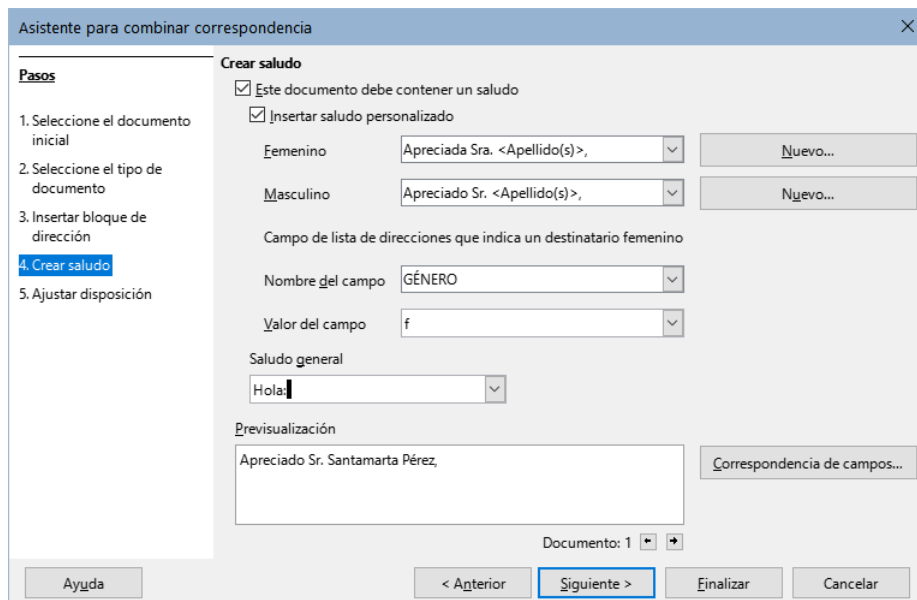 Asistente para combinar correspondencia
Pasos
1. Seleccione el documento
inicial
2. Seleccione el tipo de
documento
3. Insertar bloque de
dirección
4. Crear saludo
5. Ajustar disposición
Crear saludo
Este documento debe contener un saludo
Insertar saludo personalizado
Femenino Apreciada Sra. <Apellido(s)>, Nuevo...
Masculino Apreciado Sr. <Apellido(s)>, Nuevo...
Campo de lista de direcciones que indica un destinatario femenino
Nombre del campo GÉNERO
Valor del campo f
Saludo general
Hola:
Previsualización
Apreciado Sr. Santamarta Pérez,
Correspondencia de campos...
Documento: 1
Ayuda < Anterior Siguiente > Finalizar Cancelar